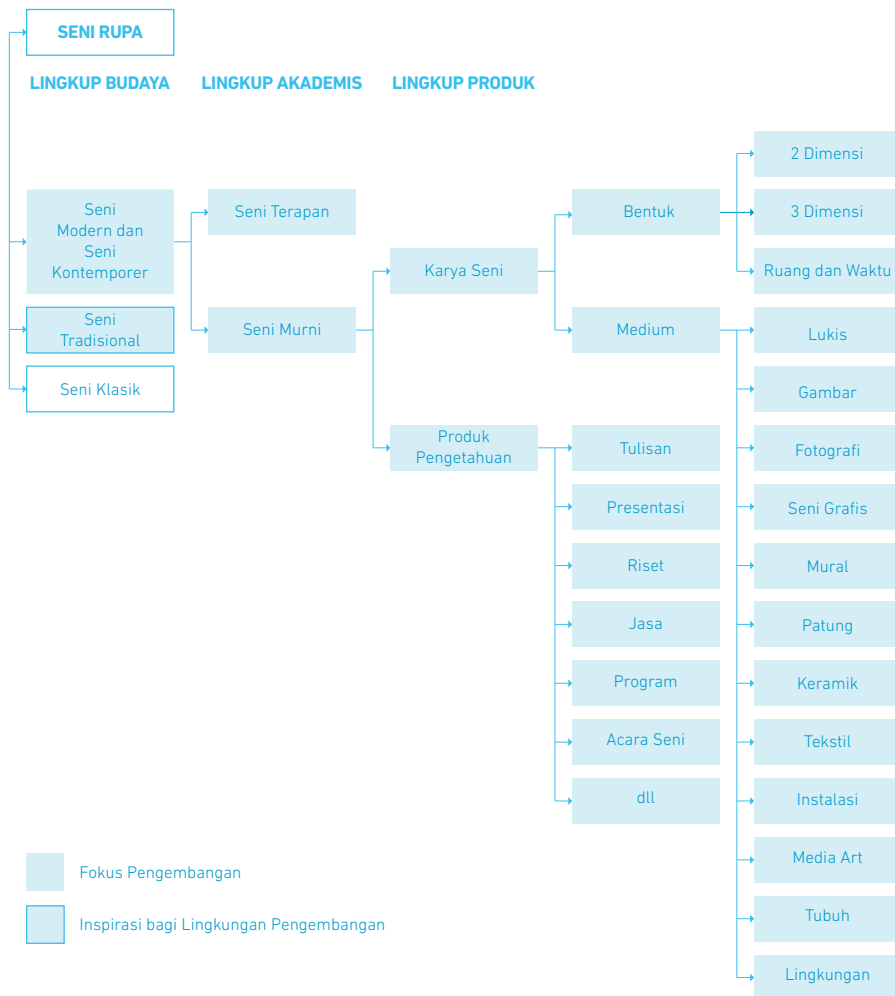 SENI RUPA
LINGKUP BUDAYA
LINGKUP AKADEMIS
LINGKUP PRODUK
Seni
Modern dan
Seni
Kontemporer
Seni
Tradisional
Seni Klasik
Seni Terapan
Seni Murni
Karya Seni
Produk
Pengetahuan
Bentuk
Medium
Tulisan
Presentasi
Riset
Jasa
Program
Acara Seni
dll
2 Dimensi
3 Dimensi
Ruang dan Waktu
Lukis
Gambar
Fotografi
Seni Grafis
Mural
Patung
Keramik
Tekstil
Instalasi
Media Art
Tubuh
Lingkungan
Fokus Pengembangan
Inspirasi bagi Lingkungan Pengembangan